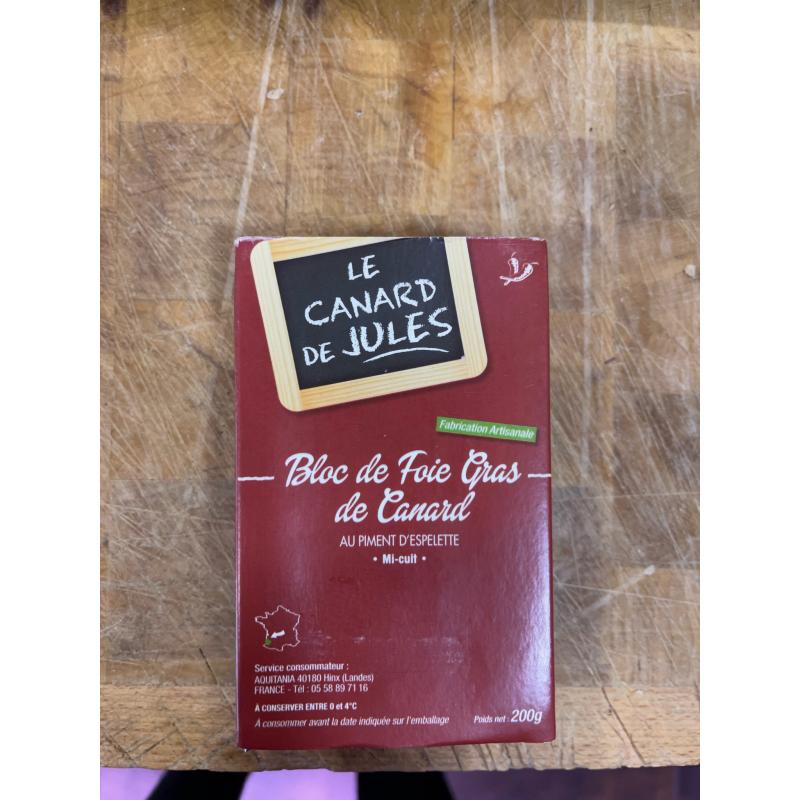 LE
CANARD
DE JULES
Fabrication Artisanale
Bloc de Foie Gras
de Canard
AU PIMENT D'ESPELETTE
• Mi-cuit •
Service consommateur :
AQUITANIA 40180 Hinx (Landes)
FRANCE - Tél : 05 58 89 71 16
À CONSERVER ENTRE 0 et 4°C
À consommer avant la date indiquée sur l'emballage
Poids net : 200g